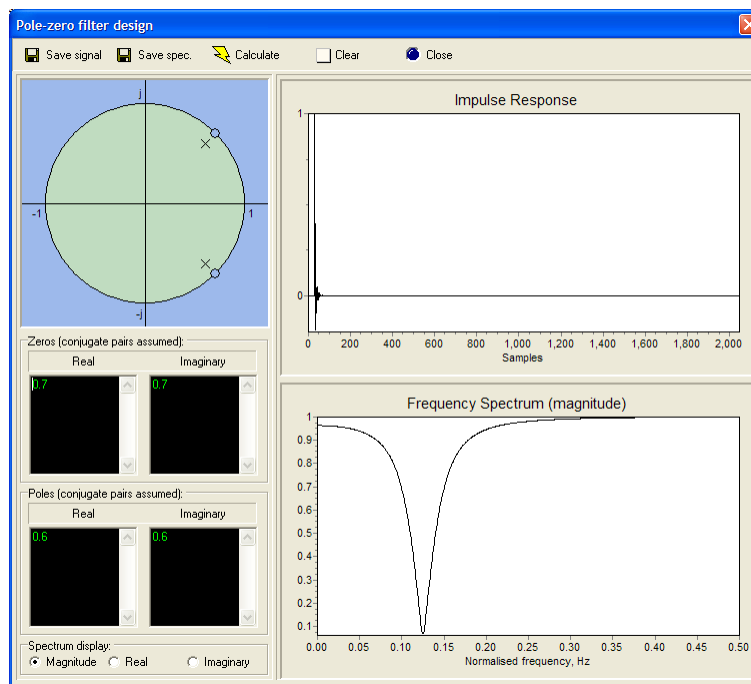 Pole-zero filter design
Save signal Save spec. Calculate Clear Close
j
-1 1
-j
Zeros (conjugate pairs assumed):
Real Imaginary
0.7 0.7
Poles (conjugate pairs assumed):
Real Imaginary
0.6 0.6
Spectrum display:
Magnitude Real Imaginary
Impulse Response
1
0
0 200 400 600 800 1,000 1,200 1,400 1,600 1,800 2,000
Samples
Frequency Spectrum (magnitude)
1
0.9
0.8
0.7
0.6
0.5
0.4
0.3
0.2
0.1
0.00 0.05 0.10 0.15 0.20 0.25 0.30 0.35 0.40 0.45 0.50
Normalised frequency, Hz